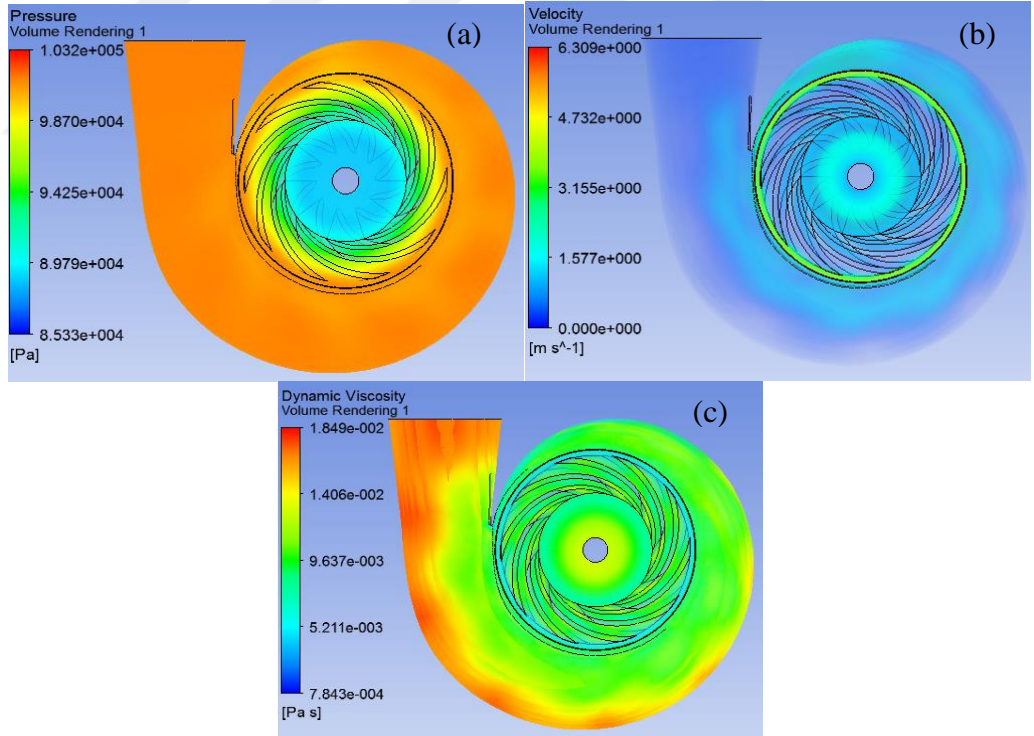 Pressure
Volume Rendering 1
(a)
1.032e+005
9.870e+004
9.425e+004
8.979e+004
8.533e+004
[Pa]
Velocity
Volume Rendering 1
(b)
6.309e+000
4.732e+000
3.155e+000
1.577e+000
0.000e+000
[m s^-1]
Dynamic Viscosity
Volume Rendering 1
(c)
1.849e-002
1.406e-002
9.637e-003
5.211e-003
7.843e-004
[Pa s]